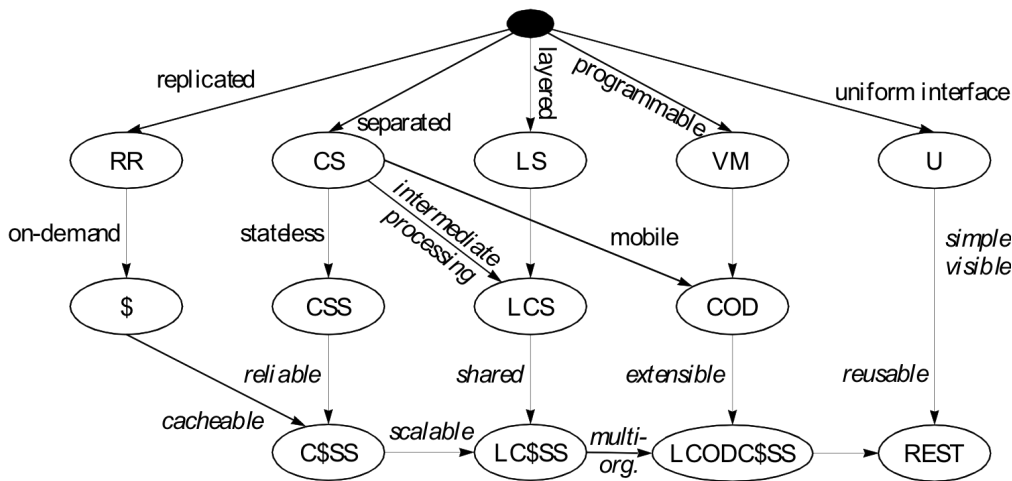 replicated
layered
programmable
uniform interface
separated
RR
CS
LS
VM
U
on-demand
stateless
intermediate
processing
mobile
simple
visible
$
CSS
LCS
COD
reliable
shared
extensible
reusable
cacheable
scalable
multi-
org.
C$SS
LC$SS
LCODC$SS
REST